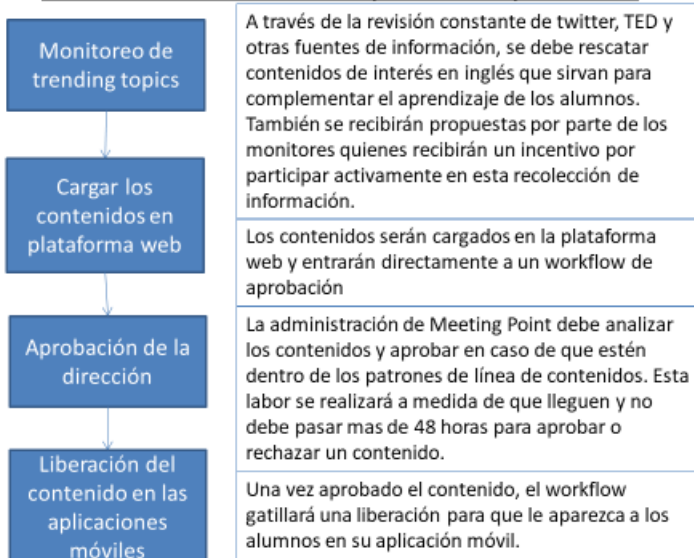 Monitoreo de
trending topics
A través de la revisión constante de twitter, TED y
otras fuentes de información, se debe rescatar
contenidos de interés en inglés que sirvan para
complementar el aprendizaje de los alumnos.
También se recibirán propuestas por parte de los
monitores quienes recibirán un incentivo por
participar activamente en esta recolección de
información.
Cargar los
contenidos en
plataforma web
Los contenidos serán cargados en la plataforma
web y entrarán directamente a un workflow de
aprobación
Aprobación de la
dirección
La administración de Meeting Point debe analizar
los contenidos y aprobar en caso de que estén
dentro de los patrones de línea de contenidos. Esta
labor se realizará a medida de que lleguen y no
debe pasar mas de 48 horas para aprobar o
rechazar un contenido.
Liberación del
contenido en las
aplicaciones
móviles
Una vez aprobado el contenido, el workflow
gatillará una liberación para que le aparezca a los
alumnos en su aplicación móvil.